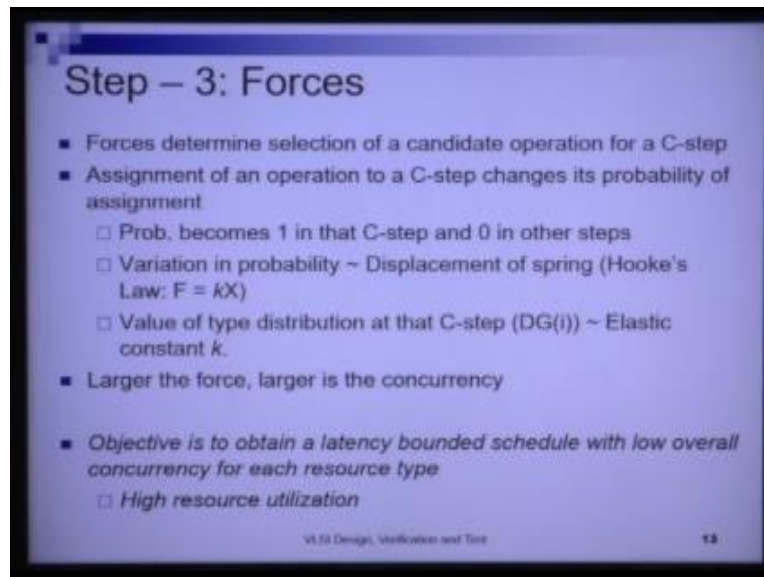 Step – 3: Forces
■ Forces determine selection of a candidate operation for a C-step
■ Assignment of an operation to a C-step changes its probability of
assignment
□ Prob. becomes 1 in that C-step and 0 in other steps
□ Variation in probability ~ Displacement of spring (Hooke's
Law: F = kX)
□ Value of type distribution at that C-step (DG(i)) ~ Elastic
constant k.
■ Larger the force, larger is the concurrency
■ Objective is to obtain a latency bounded schedule with low overall
concurrency for each resource type
□ High resource utilization
VLSI Design, Verification and Test
13